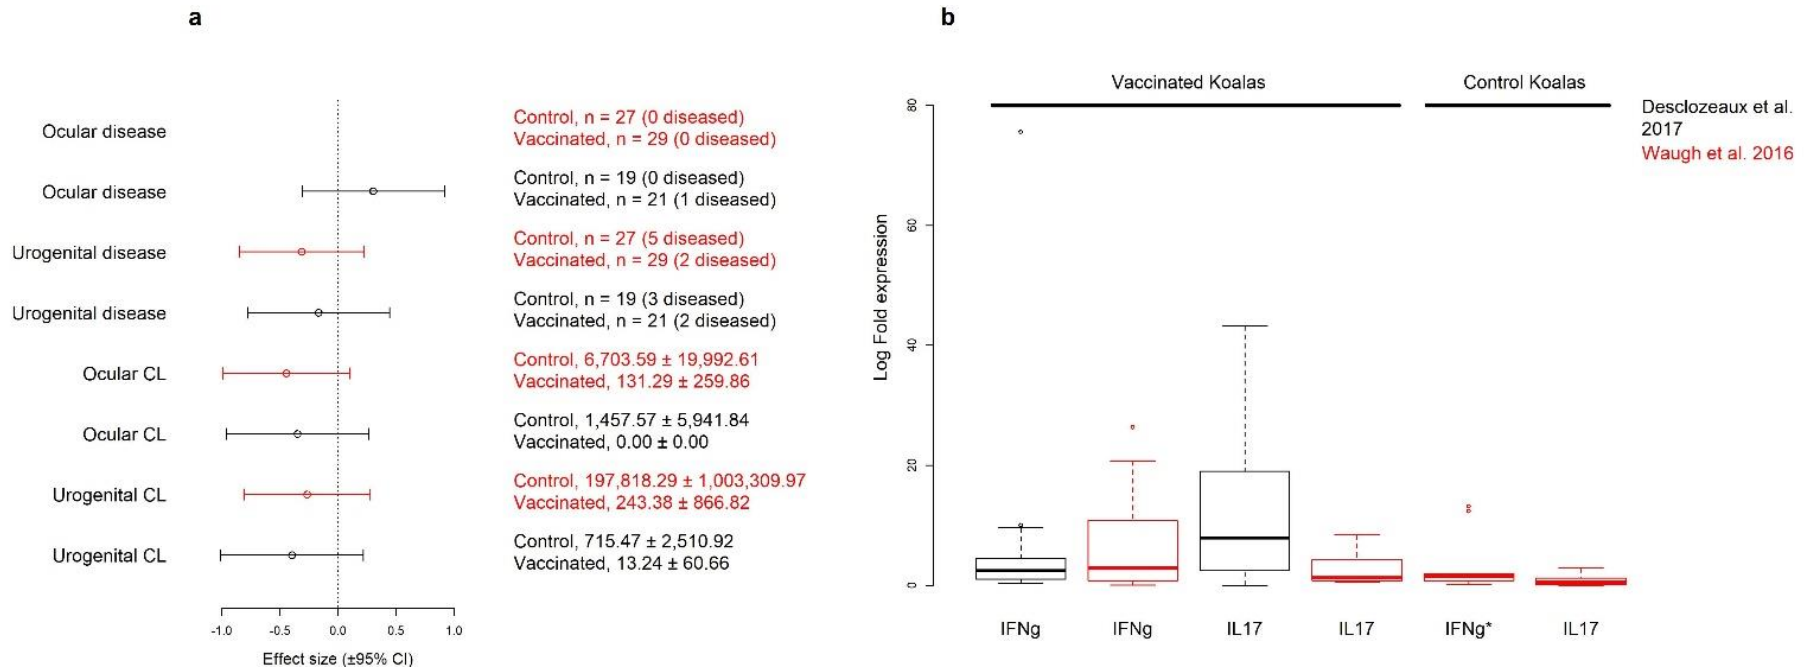 a
Ocular disease
Control, n = 27 (0 diseased)
Vaccinated, n = 29 (0 diseased)
Ocular disease
Control, n = 19 (0 diseased)
Vaccinated, n = 21 (1 diseased)
Urogenital disease
Control, n = 27 (5 diseased)
Vaccinated, n = 29 (2 diseased)
Urogenital disease
Control, n = 19 (3 diseased)
Vaccinated, n = 21 (2 diseased)
Ocular CL
Control, 6,703.59 ± 19,992.61
Vaccinated, 131.29 ± 259.86
Ocular CL
Control, 1,457.57 ± 5,941.84
Vaccinated, 0.00 ± 0.00
Urogenital CL
Control, 197,818.29 ± 1,003,309.97
Vaccinated, 243.38 ± 866.82
Urogenital CL
Control, 715.47 ± 2,510.92
Vaccinated, 13.24 ± 60.66
-1.0 -0.5 0.0 0.5 1.0
Effect size (±95% CI)
b
Vaccinated Koalas Control Koalas
Desclozeaux et al.
2017
Waugh et al. 2016
Log Fold expression
80
60
40
20
0
IFNg IFNg IL17 IL17 IFNg* IL17